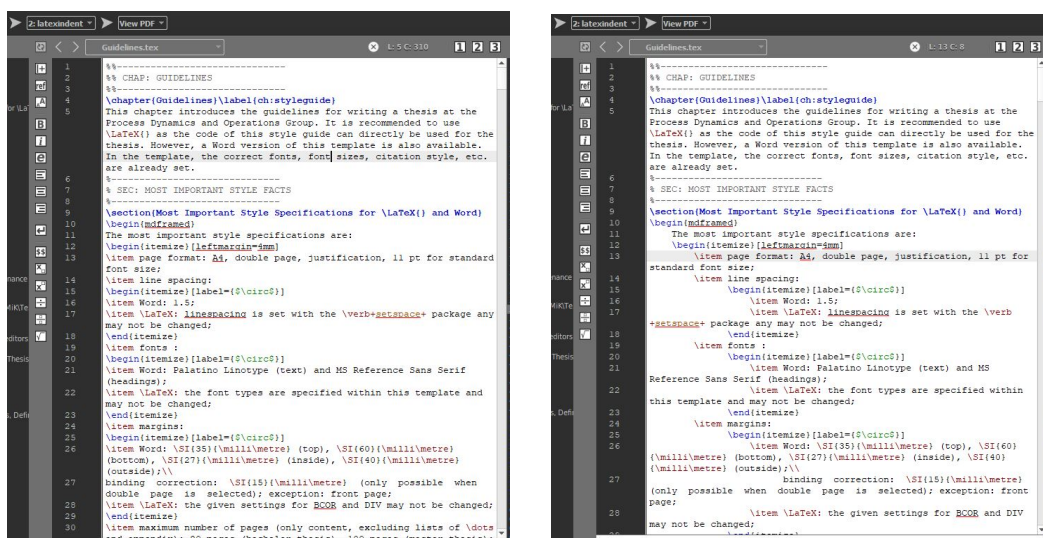 2: latexindent
View PDF
Guidelines.tex
L: 5 C: 310
1 2 3
1 %%------------------------------
2 %% CHAP: GUIDELINES
3 %%------------------------------
4 \chapter{Guidelines}\label{ch:styleguide}
5 This chapter introduces the guidelines for writing a thesis at the
Process Dynamics and Operations Group. It is recommended to use
\LaTeX{} as the code of this style guide can directly be used for the
thesis. However, a Word version of this template is also available.
In the template, the correct fonts, font sizes, citation style, etc.
are already set.
6 %------------------------------
7 % SEC: MOST IMPORTANT STYLE FACTS
8 %------------------------------
9 \section{Most Important Style Specifications for \LaTeX{} and Word}
10 \begin{mdframed}
11 The most important style specifications are:
12 \begin{itemize}[leftmargin=4mm]
13 \item page format: A4, double page, justification, 11 pt for standard
font size;
14 \item line spacing:
15 \begin{itemize}[label={$\circ$}]
16 \item Word: 1.5;
17 \item \LaTeX: linespacing is set with the \verb+setspace+ package any
may not be changed;
18 \end{itemize}
19 \item fonts :
20 \begin{itemize}[label={$\circ$}]
21 \item Word: Palatino Linotype (text) and MS Reference Sans Serif
(headings);
22 \item \LaTeX: the font types are specified within this template and
may not be changed;
23 \end{itemize}
24 \item margins:
25 \begin{itemize}[label={$\circ$}]
26 \item Word: \SI{35}{\milli\metre} (top), \SI{60}{\milli\metre}
(bottom), \SI{27}{\milli\metre} (inside), \SI{40}{\milli\metre}
(outside);\\
27 binding correction: \SI{15}{\milli\metre} (only possible when
double page is selected); exception: front page;
28 \item \LaTeX: the given settings for BCOR and DIV may not be changed;
29 \end{itemize}
30 \item maximum number of pages (only content, excluding lists of \dots
2: latexindent
View PDF
Guidelines.tex
L: 13 C: 8
1 2 3
1 %%------------------------------
2 %% CHAP: GUIDELINES
3 %%------------------------------
4 \chapter{Guidelines}\label{ch:styleguide}
5 This chapter introduces the guidelines for writing a thesis at the
Process Dynamics and Operations Group. It is recommended to use
\LaTeX{} as the code of this style guide can directly be used for the
thesis. However, a Word version of this template is also available.
In the template, the correct fonts, font sizes, citation style, etc.
are already set.
6 %------------------------------
7 % SEC: MOST IMPORTANT STYLE FACTS
8 %------------------------------
9 \section{Most Important Style Specifications for \LaTeX{} and Word}
10 \begin{mdframed}
11 The most important style specifications are:
12 \begin{itemize}[leftmargin=4mm]
13 \item page format: A4, double page, justification, 11 pt for
standard font size;
14 \item line spacing:
15 \begin{itemize}[label={$\circ$}]
16 \item Word: 1.5;
17 \item \LaTeX: linespacing is set with the \verb
+setspace+ package any may not be changed;
18 \end{itemize}
19 \item fonts :
20 \begin{itemize}[label={$\circ$}]
21 \item Word: Palatino Linotype (text) and MS
Reference Sans Serif (headings);
22 \item \LaTeX: the font types are specified within
this template and may not be changed;
23 \end{itemize}
24 \item margins:
25 \begin{itemize}[label={$\circ$}]
26 \item Word: \SI{35}{\milli\metre} (top), \SI{60}
{\milli\metre} (bottom), \SI{27}{\milli\metre} (inside), \SI{40}
{\milli\metre} (outside);\\
27 binding correction: \SI{15}{\milli\metre}
(only possible when double page is selected); exception: front
page;
28 \item \LaTeX: the given settings for BCOR and DIV
may not be changed;